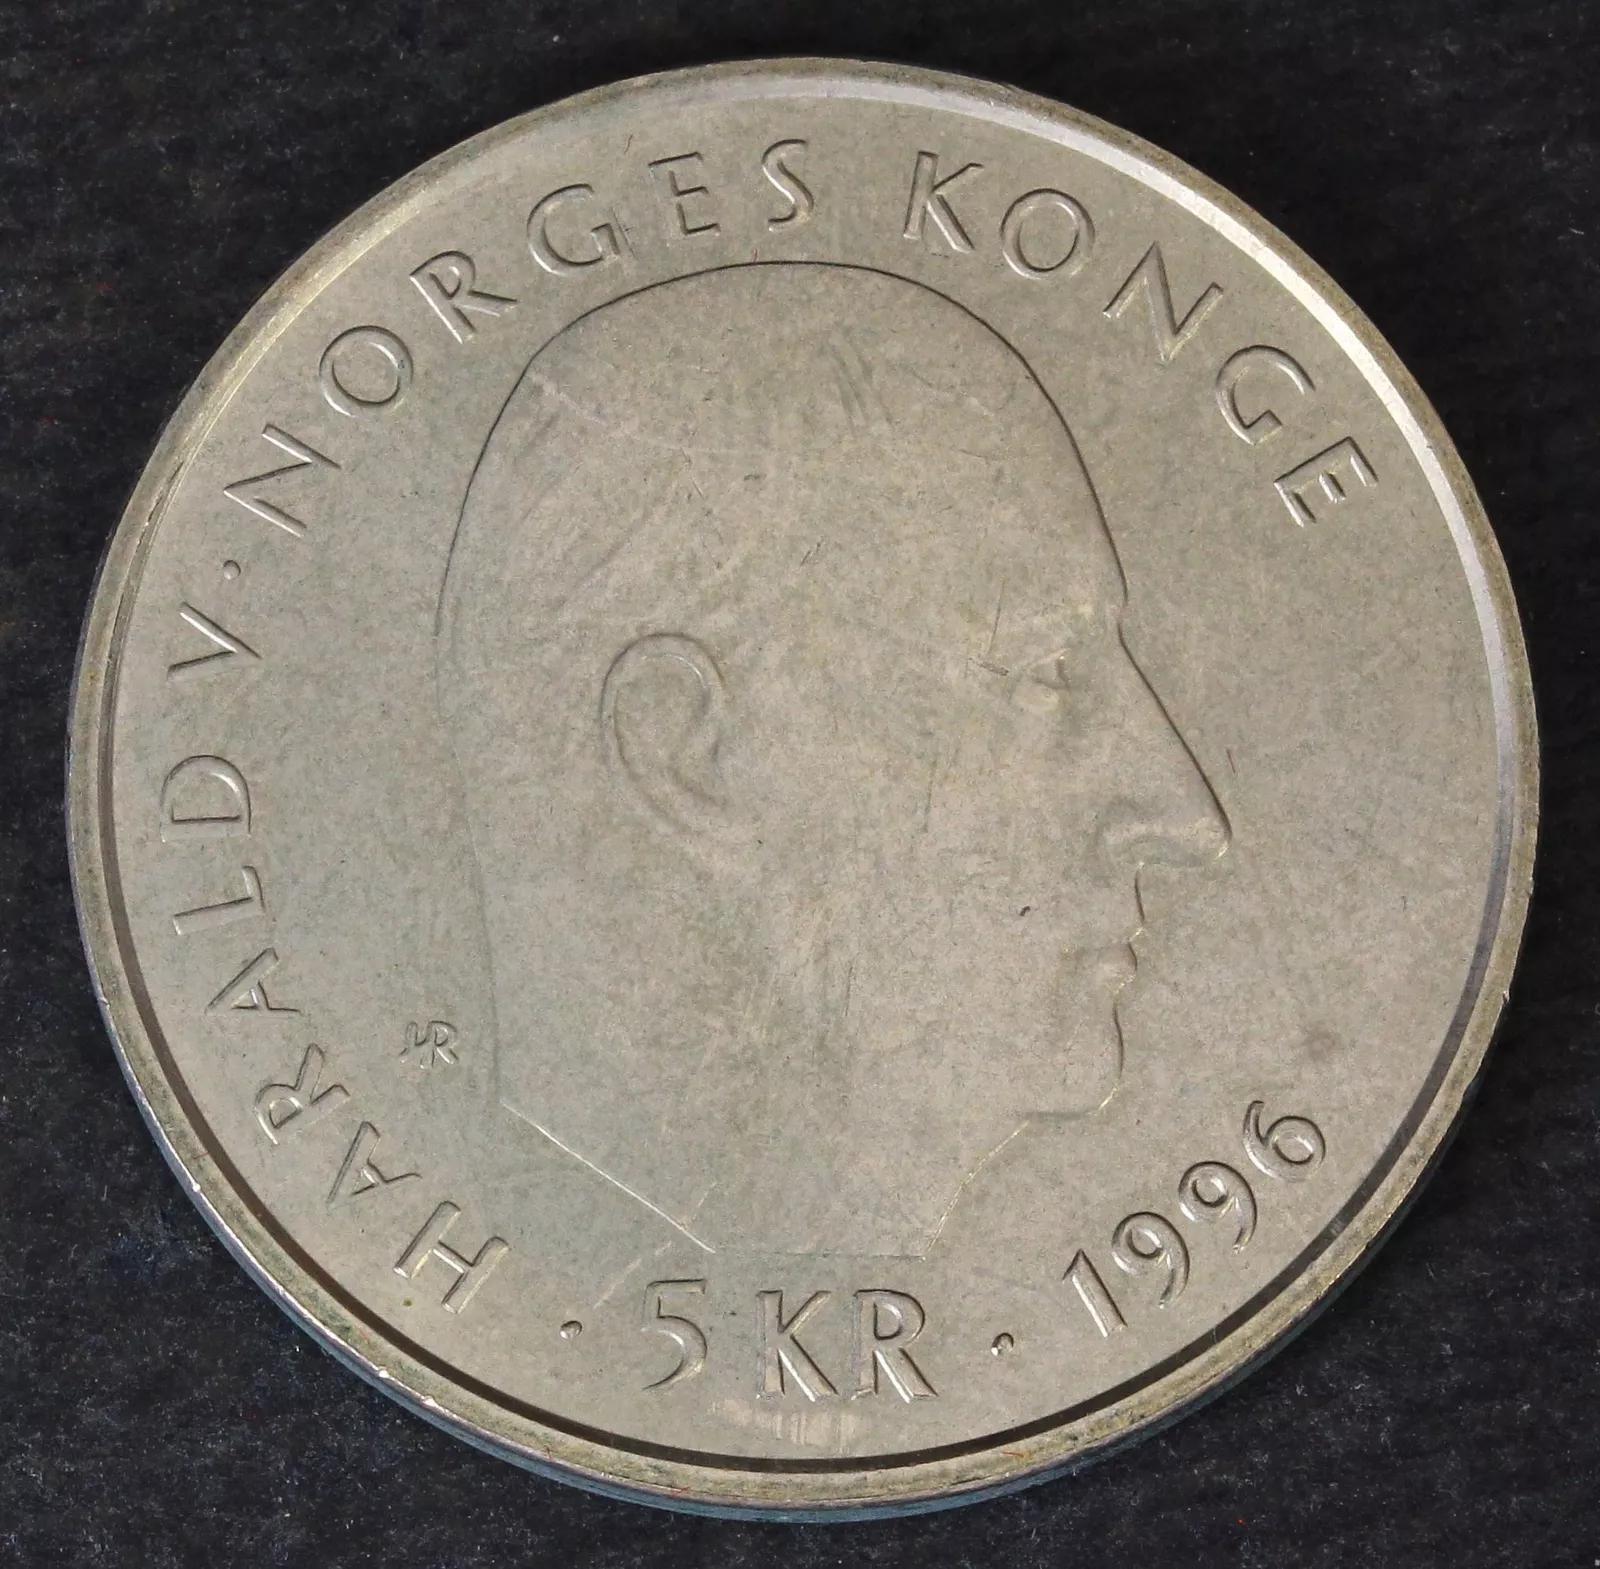 HARALD V · NORGES KONGE
· 5 KR · 1996